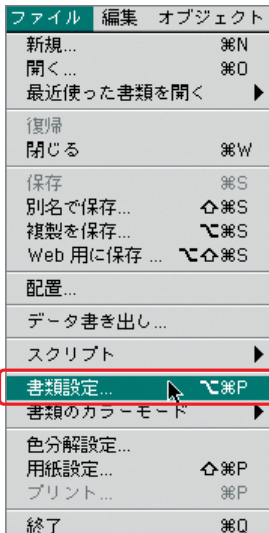 ファイル 編集 オブジェクト
新規... ⌘N
開く... ⌘O
最近使った書類を開く ▶
復帰
閉じる ⌘W
保存 ⌘S
別名で保存... ⇧⌘S
複製を保存... ⌥⌘S
Web 用に保存 ... ⌥⇧⌘S
配置...
データ書き出し...
スクリプト ▶
書類設定... ⌥⌘P
書類のカラーモード ▶
色分解設定...
用紙設定... ⇧⌘P
プリント... ⌘P
終了 ⌘Q